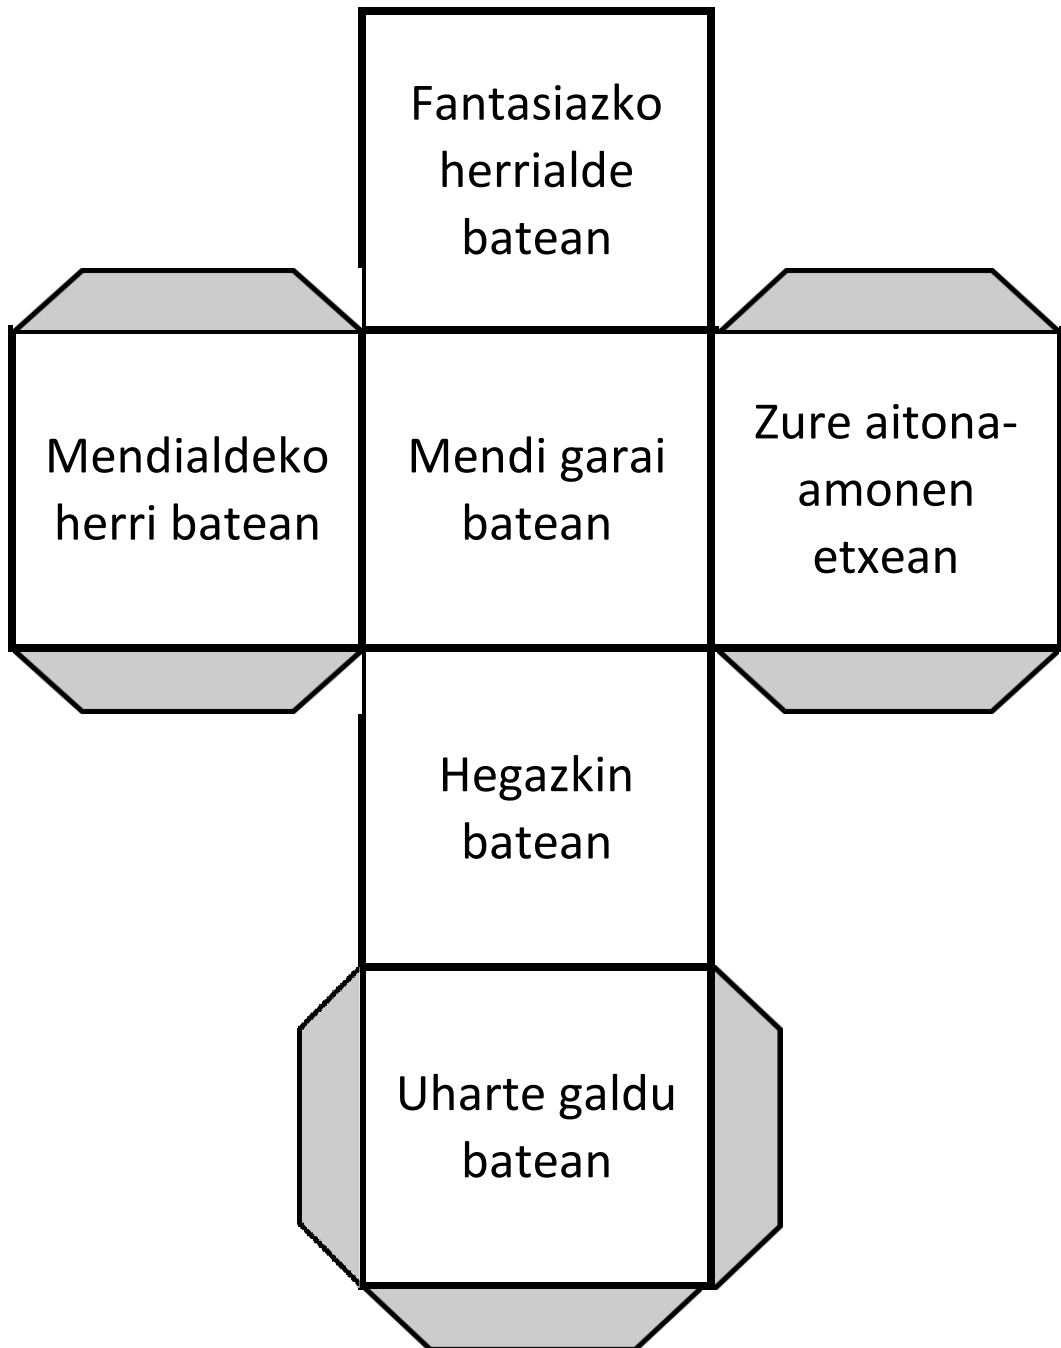 Fantasiazko
herrialde
batean
Mendialdeko
herri batean
Mendi garai
batean
Zure aitona-
amonen
etxean
Hegazkin
batean
Uharte galdu
batean